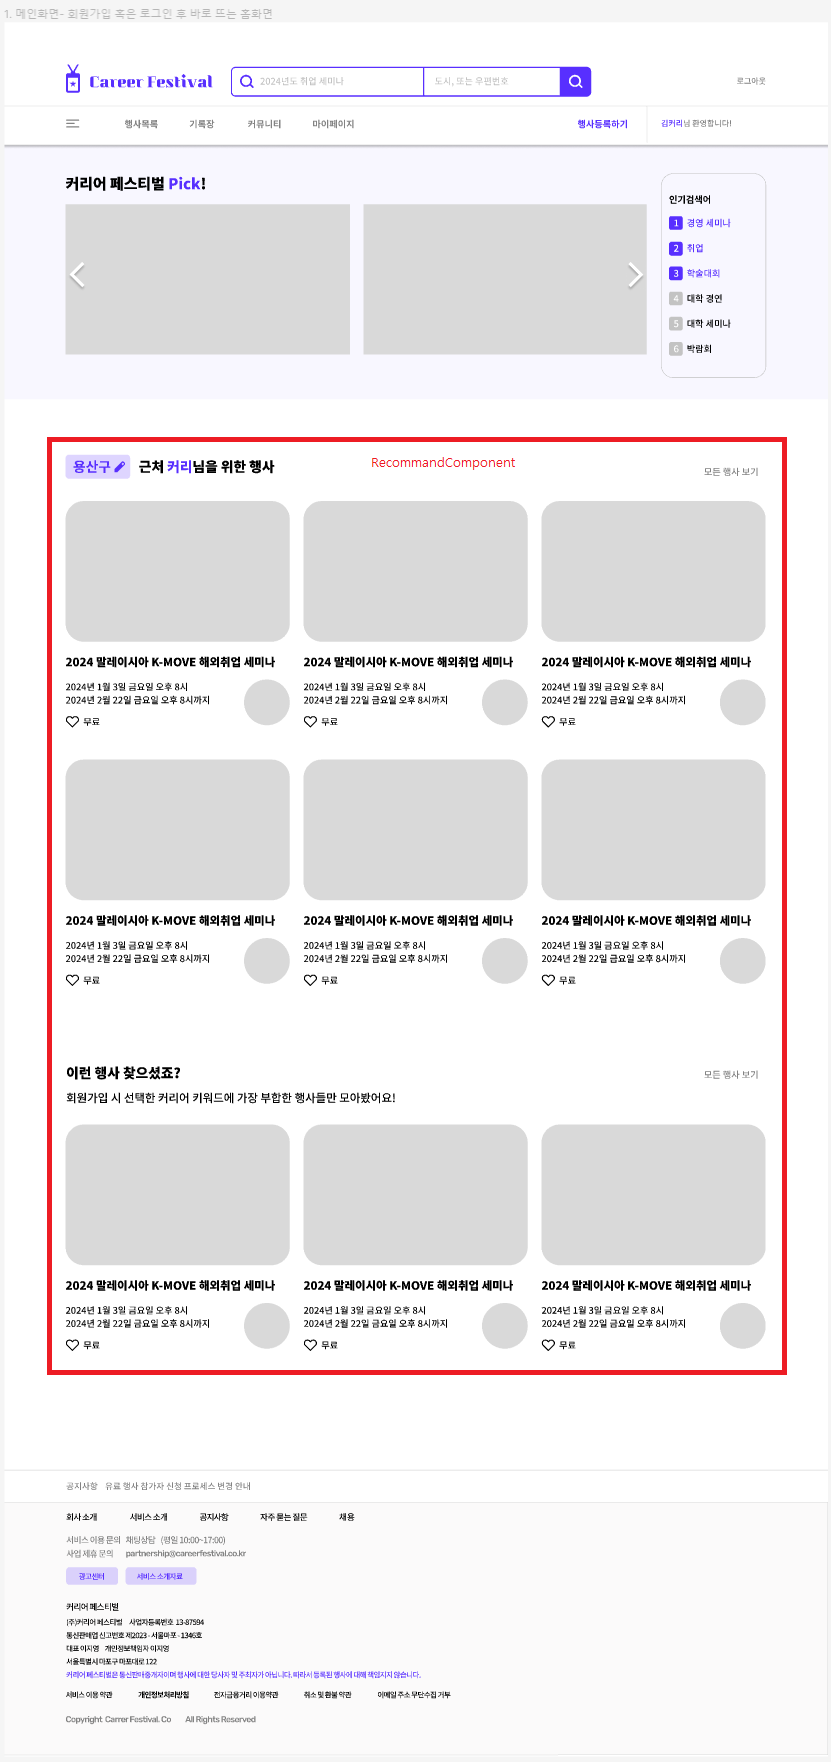 1. 메인화면- 회원가입 혹은 로그인 후 바로 뜨는 홈화면
Career Festival
2024년도 취업 세미나
도시, 또는 우편번호
로그아웃
행사목록 기록장 커뮤니티 마이페이지
행사등록하기
김커리님 환영합니다!
커리어 페스티벌 Pick!
인기검색어
1 경영 세미나
2 취업
3 학술대회
4 대학 경연
5 대학 세미나
6 박람회
용산구 근처 커리님을 위한 행사
RecommandComponent
모든 행사 보기
2024 말레이시아 K-MOVE 해외취업 세미나
2024년 1월 3일 금요일 오후 8시
2024년 2월 22일 금요일 오후 8시까지
무료
2024 말레이시아 K-MOVE 해외취업 세미나
2024년 1월 3일 금요일 오후 8시
2024년 2월 22일 금요일 오후 8시까지
무료
2024 말레이시아 K-MOVE 해외취업 세미나
2024년 1월 3일 금요일 오후 8시
2024년 2월 22일 금요일 오후 8시까지
무료
2024 말레이시아 K-MOVE 해외취업 세미나
2024년 1월 3일 금요일 오후 8시
2024년 2월 22일 금요일 오후 8시까지
무료
2024 말레이시아 K-MOVE 해외취업 세미나
2024년 1월 3일 금요일 오후 8시
2024년 2월 22일 금요일 오후 8시까지
무료
2024 말레이시아 K-MOVE 해외취업 세미나
2024년 1월 3일 금요일 오후 8시
2024년 2월 22일 금요일 오후 8시까지
무료
이런 행사 찾으셨죠?
모든 행사 보기
회원가입 시 선택한 커리어 키워드에 가장 부합한 행사들만 모아봤어요!
2024 말레이시아 K-MOVE 해외취업 세미나
2024년 1월 3일 금요일 오후 8시
2024년 2월 22일 금요일 오후 8시까지
무료
2024 말레이시아 K-MOVE 해외취업 세미나
2024년 1월 3일 금요일 오후 8시
2024년 2월 22일 금요일 오후 8시까지
무료
2024 말레이시아 K-MOVE 해외취업 세미나
2024년 1월 3일 금요일 오후 8시
2024년 2월 22일 금요일 오후 8시까지
무료
공지사항 유료 행사 참가자 신청 프로세스 변경 안내
회사 소개 서비스 소개 공지사항 자주 묻는 질문 채용
서비스 이용 문의 채팅상담 (평일 10:00~17:00)
사업 제휴 문의 partnership@careerfestival.co.kr
광고센터 서비스 소개자료
커리어 페스티벌
(주)커리어 페스티벌 사업자등록번호 13-87594
통신판매업 신고번호 제2023 - 서울마포 - 1346호
대표 이지영 개인정보책임자 이지영
서울특별시 마포구 마포대로 122
커리어 페스티벌은 통신판매중개자이며 행사에 대한 당사자 및 주최자가 아닙니다. 따라서 등록된 행사에 대해 책임지지 않습니다.
서비스 이용 약관 개인정보처리방침 전자금융거리 이용약관 취소 및 환불 약관 이메일 주소 무단수집 거부
Copyright Carrer Festival. Co All Rights Reserved